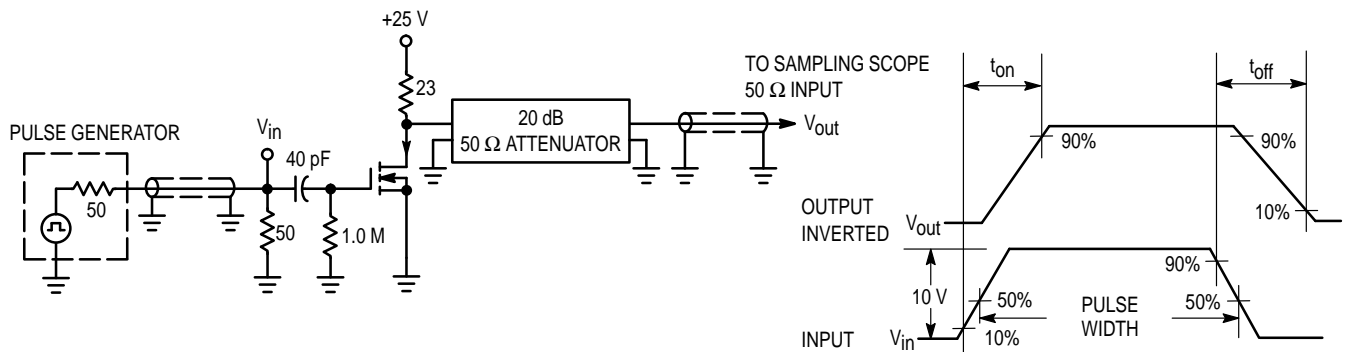 +25 V
23
TO SAMPLING SCOPE
50 Ω INPUT
PULSE GENERATOR
Vin
40 pF
20 dB
50 Ω ATTENUATOR
Vout
50
50
1.0 M
ton
toff
90%
90%
10%
OUTPUT
INVERTED
Vout
10 V
90%
50%
50%
PULSE
WIDTH
10%
INPUT
Vin